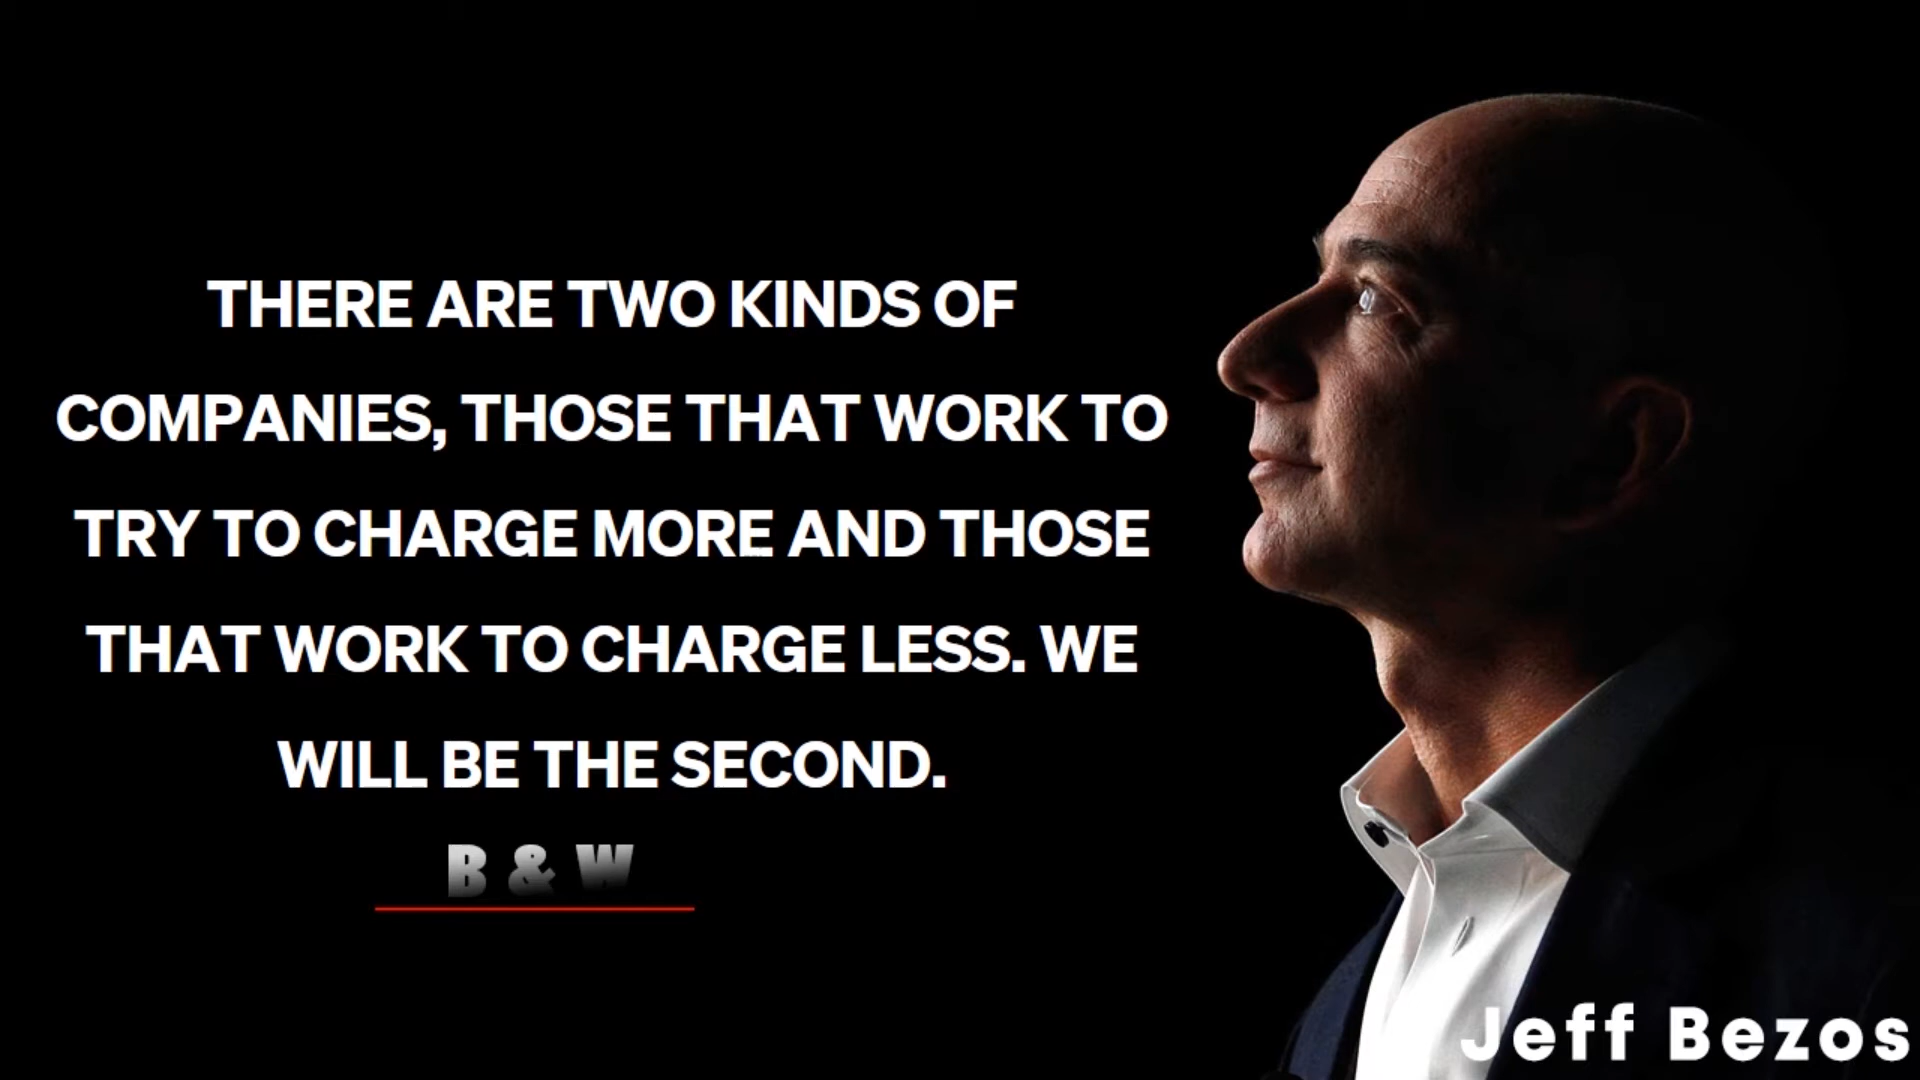 THERE ARE TWO KINDS OF
COMPANIES, THOSE THAT WORK TO
TRY TO CHARGE MORE AND THOSE
THAT WORK TO CHARGE LESS. WE
WILL BE THE SECOND.
B & W
Jeff Bezos